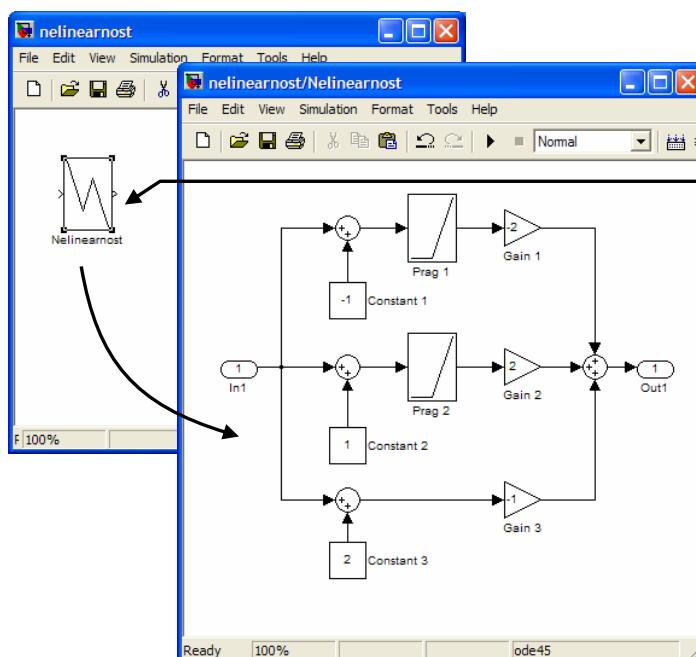 nelinearnost
File Edit View Simulation Format Tools Help
Nelinearnost
F 100%
nelinearnost/Nelinearnost
File Edit View Simulation Format Tools Help
Normal
++
Prag 1
-2
Gain 1
-1
Constant 1
1
In1
++
Prag 2
2
Gain 2
+++
1
Out1
1
Constant 2
++
-1
Gain 3
2
Constant 3
Ready 100% ode45